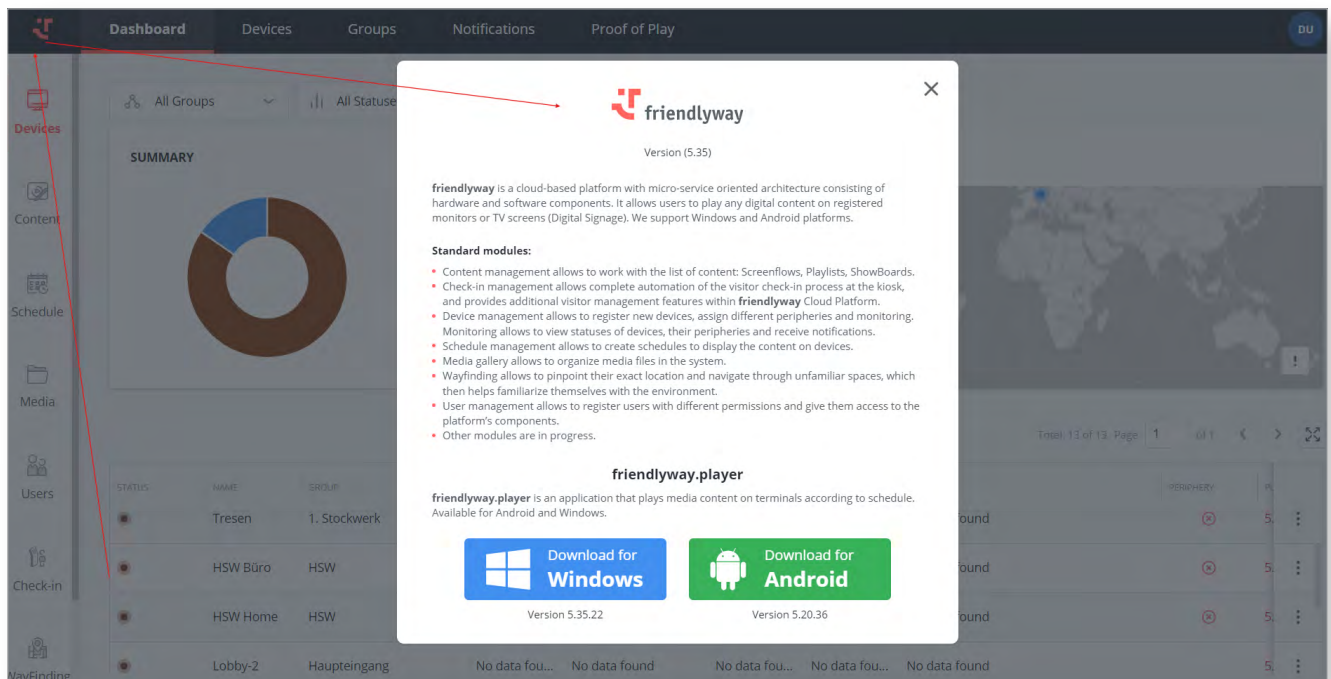 Dashboard Devices Groups Notifications Proof of Play DU
Devices
Content
Schedule
Media
Users
Check-in
WayFinding
All Groups All Statuse
SUMMARY
friendlyway
Version (5.35)
friendlyway is a cloud-based platform with micro-service oriented architecture consisting of
hardware and software components. It allows users to play any digital content on registered
monitors or TV screens (Digital Signage). We support Windows and Android platforms.
Standard modules:
• Content management allows to work with the list of content: Screenflows, Playlists, ShowBoards.
• Check-in management allows complete automation of the visitor check-in process at the kiosk,
and provides additional visitor management features within friendlyway Cloud Platform.
• Device management allows to register new devices, assign different peripheries and monitoring.
Monitoring allows to view statuses of devices, their peripheries and receive notifications.
• Schedule management allows to create schedules to display the content on devices.
• Media gallery allows to organize media files in the system.
• Wayfinding allows to pinpoint their exact location and navigate through unfamiliar spaces, which
then helps familiarize themselves with the environment.
• User management allows to register users with different permissions and give them access to the
platform's components.
• Other modules are in progress.
friendlyway.player
friendlyway.player is an application that plays media content on terminals according to schedule.
Available for Android and Windows.
Download for
Windows
Version 5.35.22
Download for
Android
Version 5.20.36
Total: 13 of 13. Page 1 of 1
STATUS NAME GROUP PERIPHERY
Tresen 1. Stockwerk ound 5.
HSW Büro HSW ound 5.
HSW Home HSW ound 5.
Lobby-2 Haupteingang No data fou... No data found No data fou... No data fou... No data found 5.